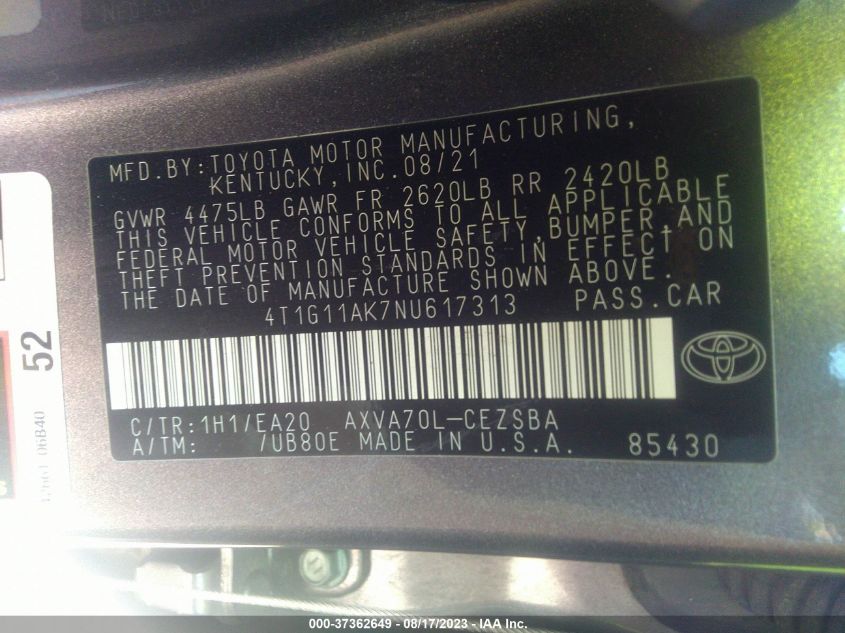 MFD.BY:TOYOTA MOTOR MANUFACTURING,
KENTUCKY,INC.08/21
GVWR 4475LB GAWR FR 2620LB RR 2420LB
THIS VEHICLE CONFORMS TO ALL APPLICABLE
FEDERAL MOTOR VEHICLE SAFETY,BUMPER,AND
THEFT PREVENTION STANDARDS IN EFFECT ON
THE DATE OF MANUFACTURE SHOWN ABOVE.
4T1G11AK7NU617313 PASS.CAR
C/TR:1H1/EA20 AXVA70L-CEZSBA
A/TM: /UB80E MADE IN U.S.A. 85430
52
06B40
000-37362649 - 08/17/2023 - IAA Inc.